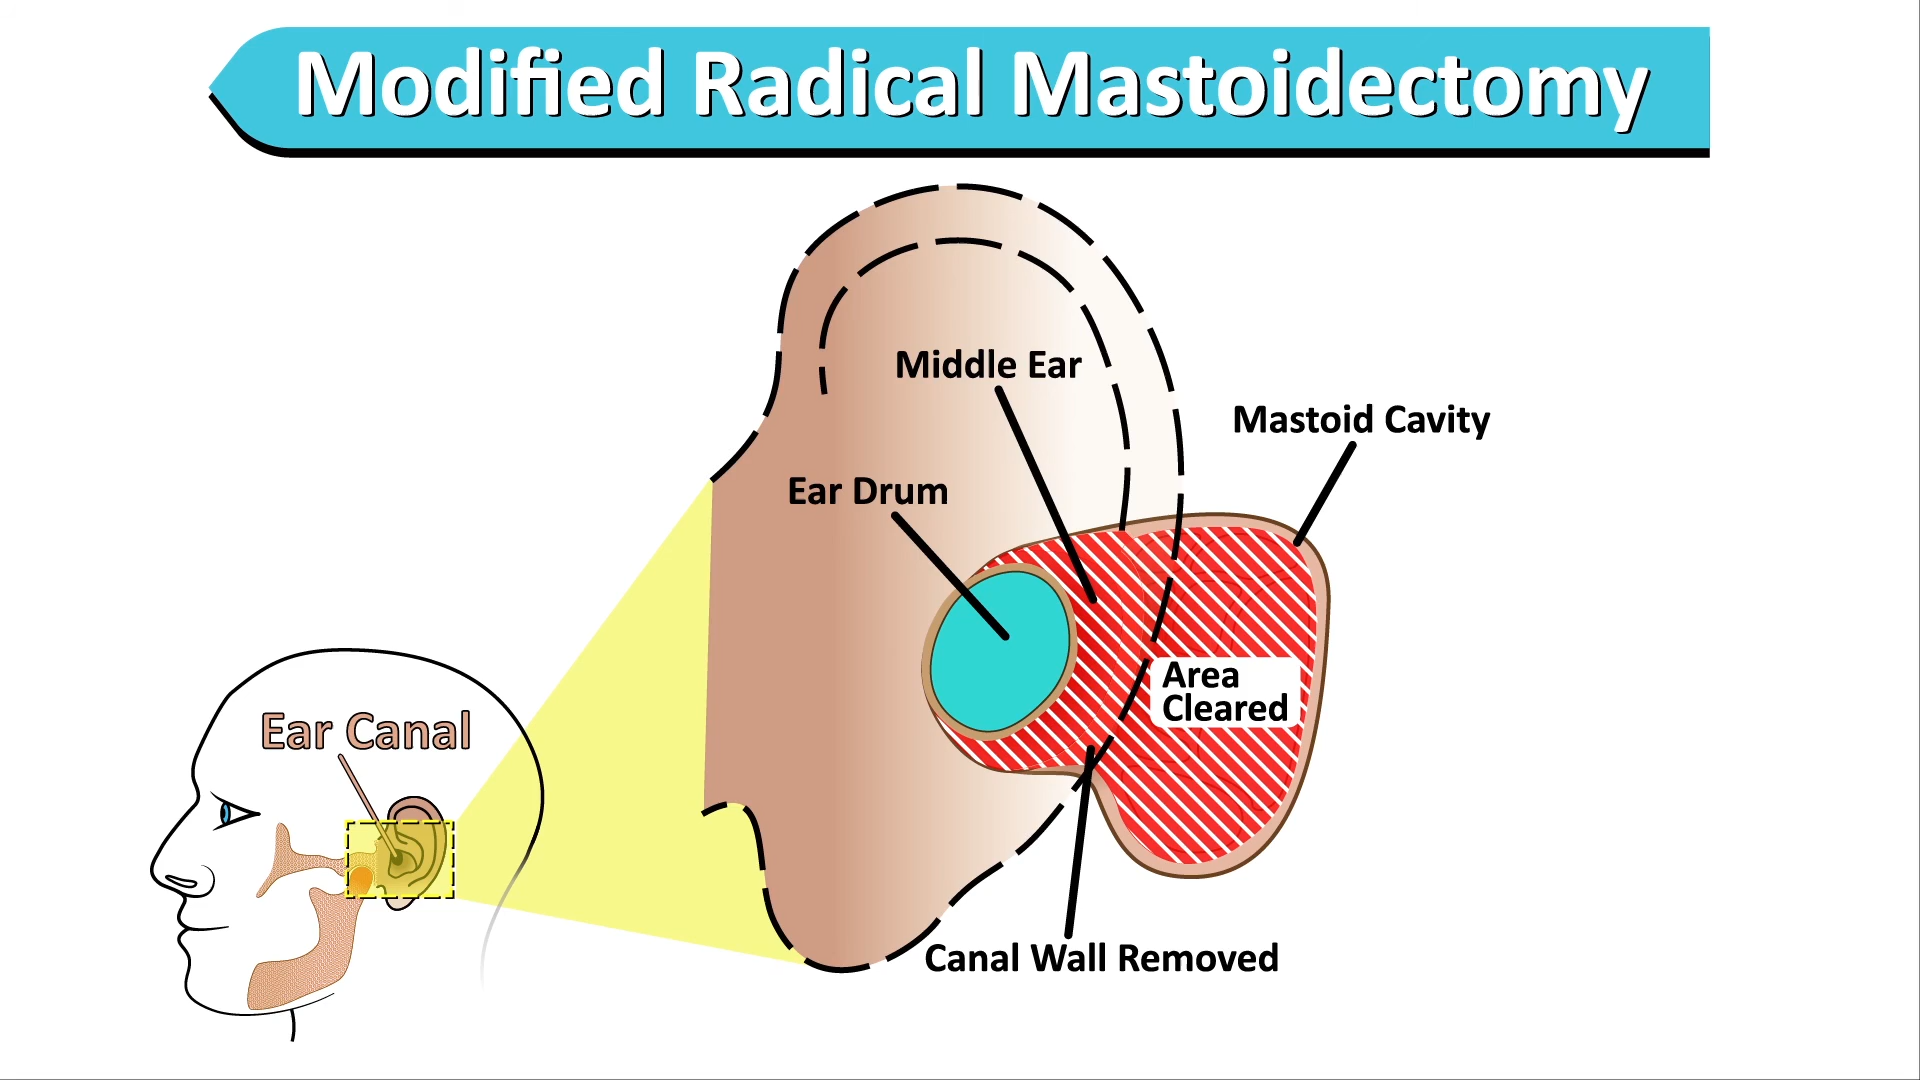 Modified Radical Mastoidectomy
Middle Ear
Mastoid Cavity
Ear Drum
Area
Cleared
Ear Canal
Canal Wall Removed